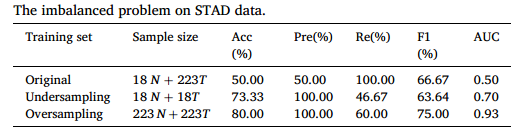 The imbalanced problem on STAD data.
Training set Sample size Acc (%) Pre(%) Re(%) F1 (%) AUC
Original 18 N + 223T 50.00 50.00 100.00 66.67 0.50
Undersampling 18 N + 18T 73.33 100.00 46.67 63.64 0.70
Oversampling 223 N + 223T 80.00 100.00 60.00 75.00 0.93